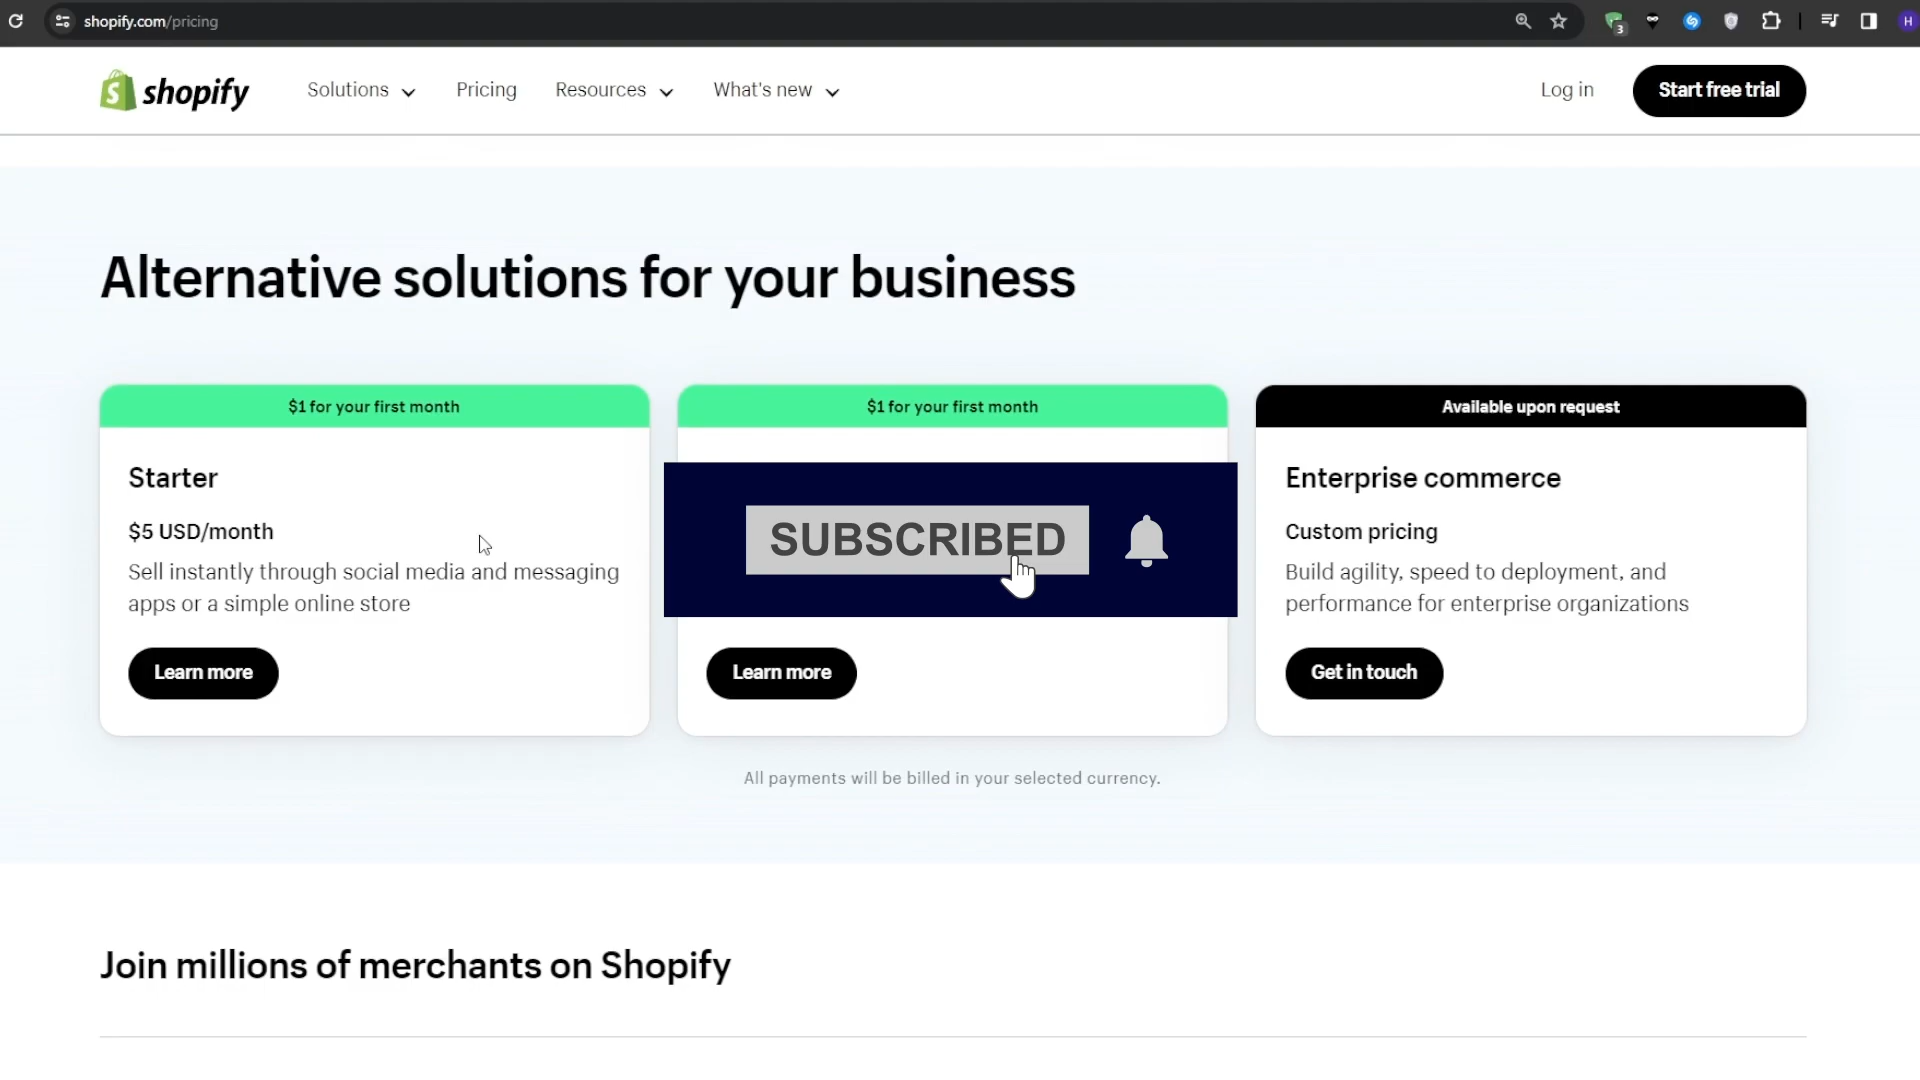 shopify.com/pricing
3
H
shopify
Solutions
Pricing
Resources
What's new
Log in
Start free trial
Alternative solutions for your business
$1 for your first month
Starter
$5 USD/month
Sell instantly through social media and messaging
apps or a simple online store
Learn more
$1 for your first month
SUBSCRIBED
Learn more
Available upon request
Enterprise commerce
Custom pricing
Build agility, speed to deployment, and
performance for enterprise organizations
Get in touch
All payments will be billed in your selected currency.
Join millions of merchants on Shopify